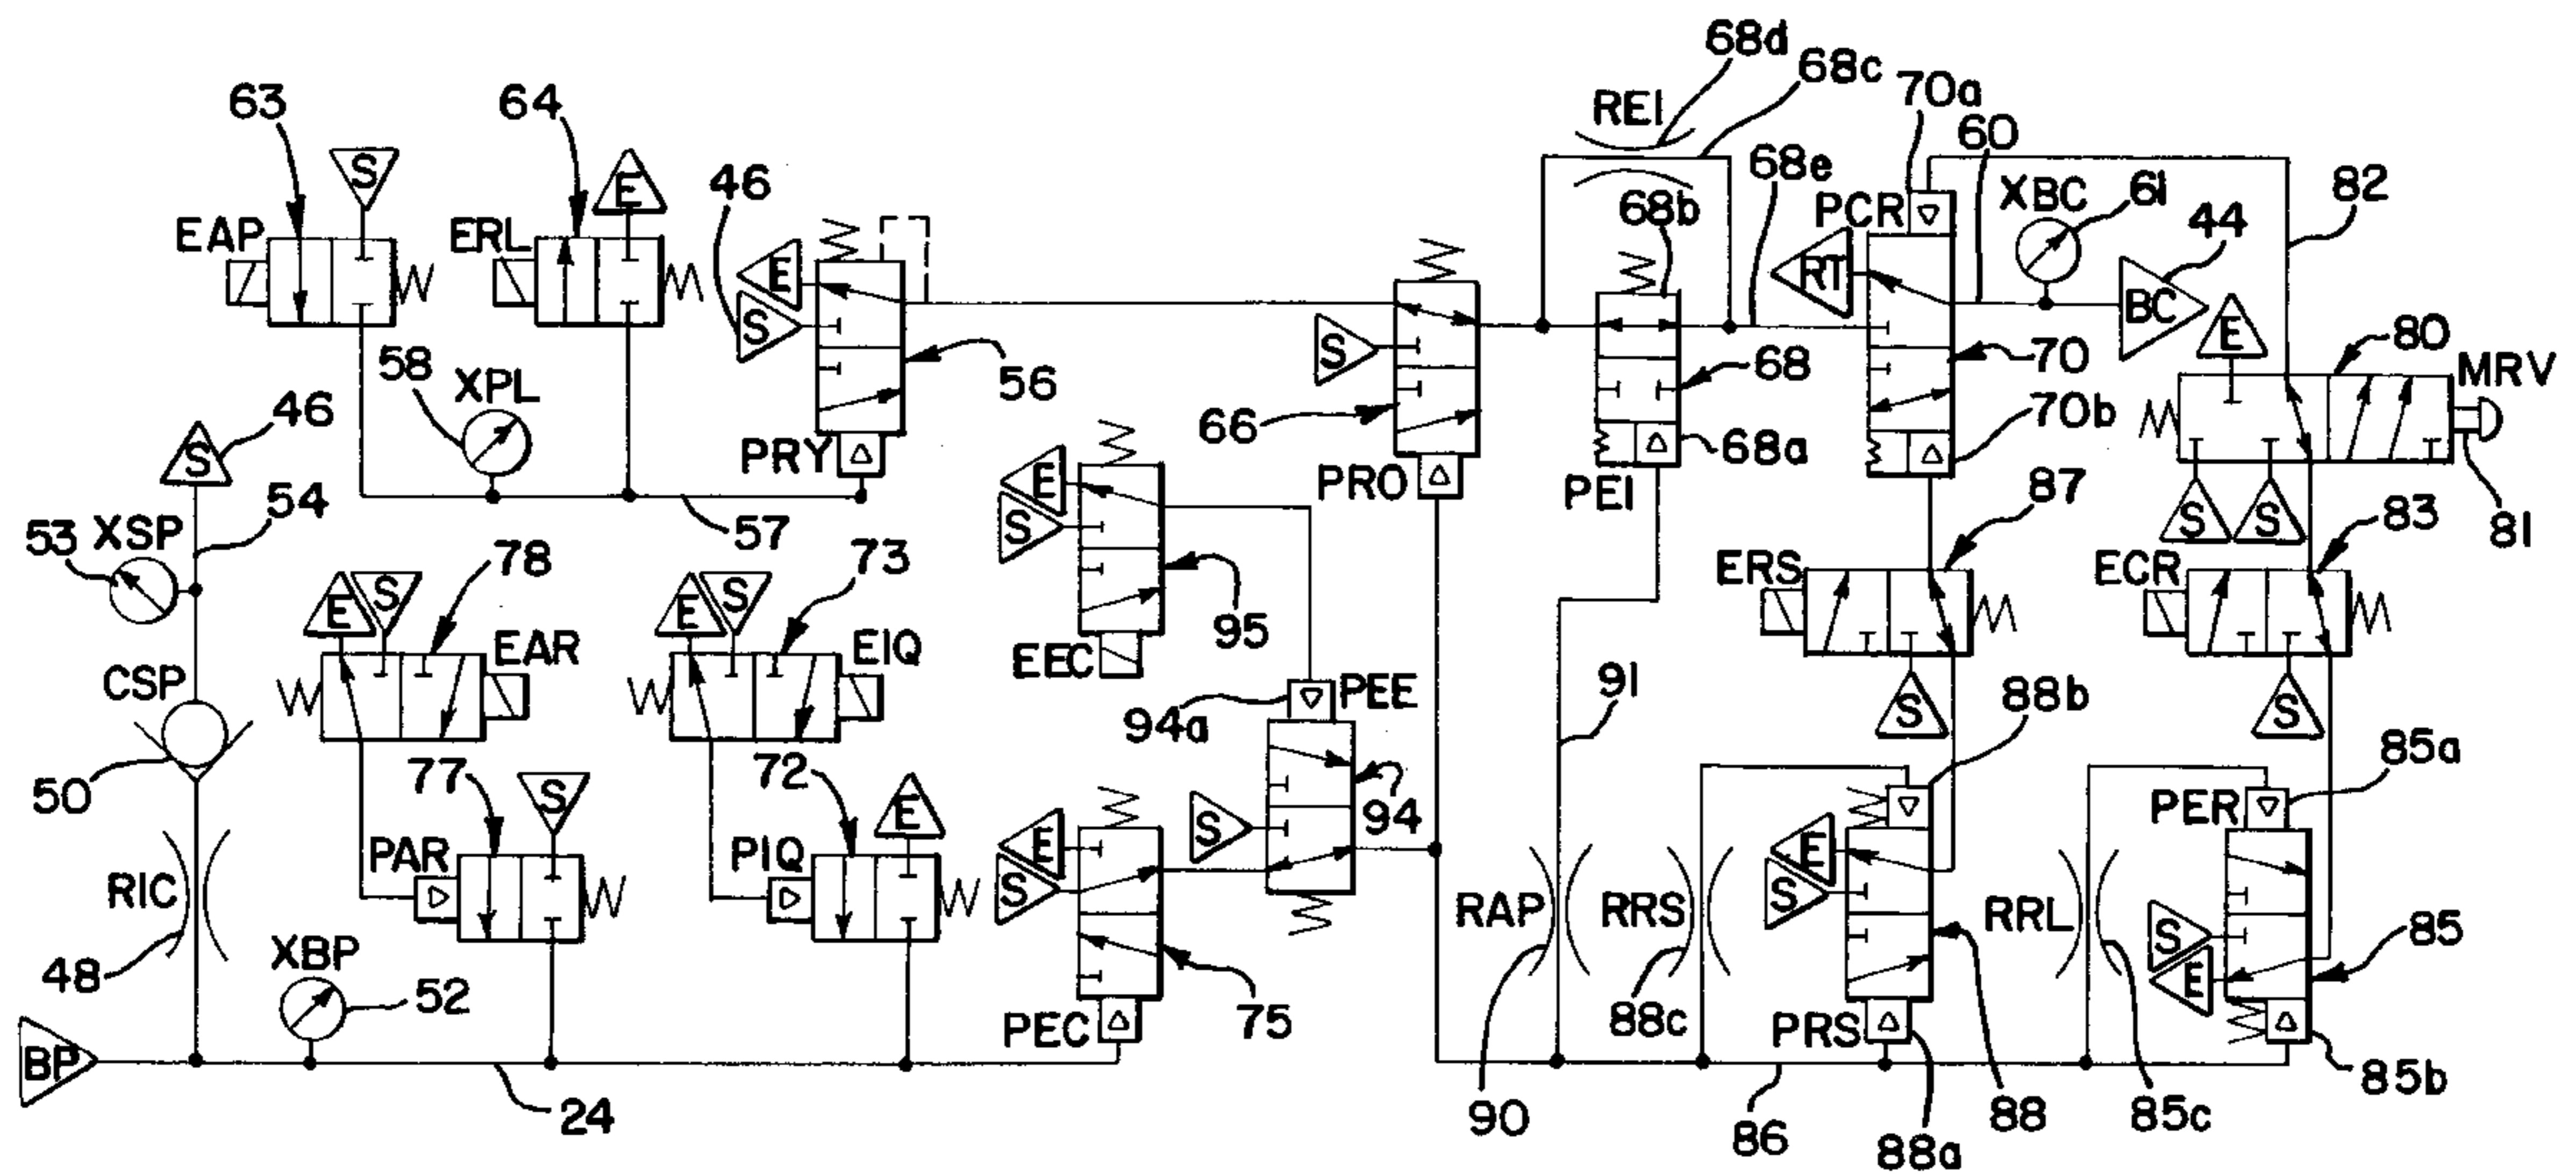 68d
68c
70a
63
64
REI
60
S
E
46
68e
XBC
61
44
82
EAP
ERL
68b
PCR
E
S
RT
BC
E
80
58
XPL
56
S
68
70
MRV
46
S
66
70b
PRY
E
PRO
68a
PEI
87
83
81
53
XSP
54
57
S
S
S
78
73
95
ERS
ECR
E
S
E
S
EAR
EIQ
EEC
CSP
91
S
S
88b
94a
PEE
85a
50
77
S
72
E
S
94
PER
PAR
PIQ
E
S
E
S
RIC
RAP
RRS
RRL
S
E
85
48
XBP
52
PEC
75
88c
PRS
BP
24
90
86
88a
88
85c
85b